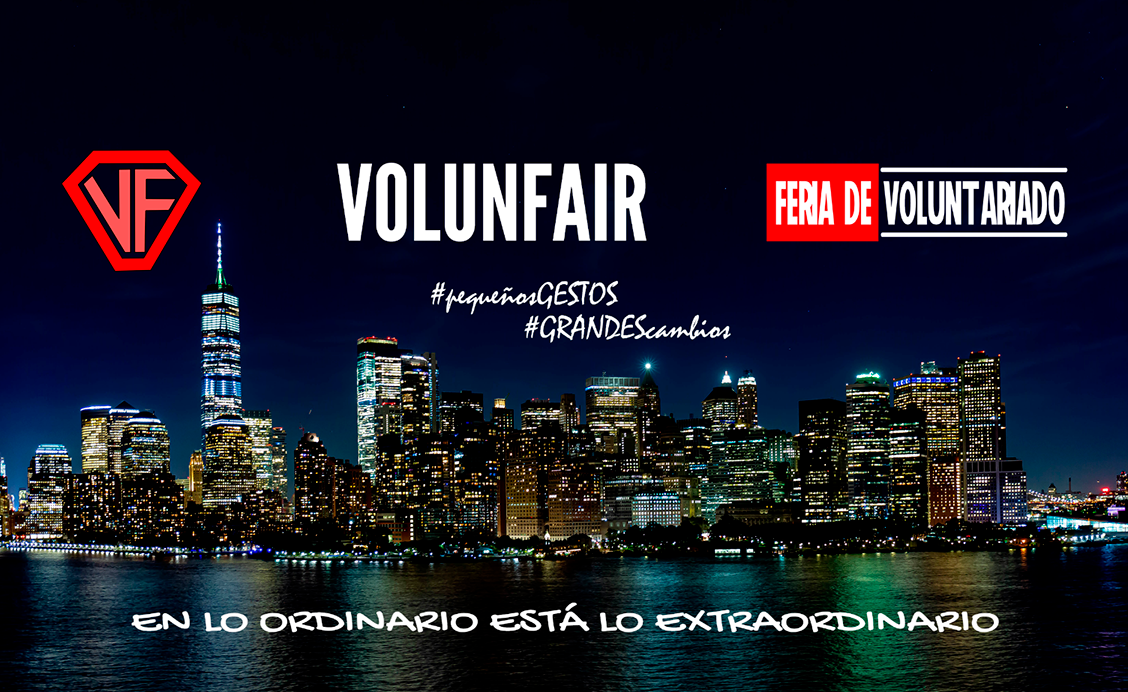 VF
VOLUNFAIR
FERIA DE VOLUNTARIADO
#pequeñosGESTOS
#GRANDEScambios
EN LO ORDINARIO ESTÁ LO EXTRAORDINARIO